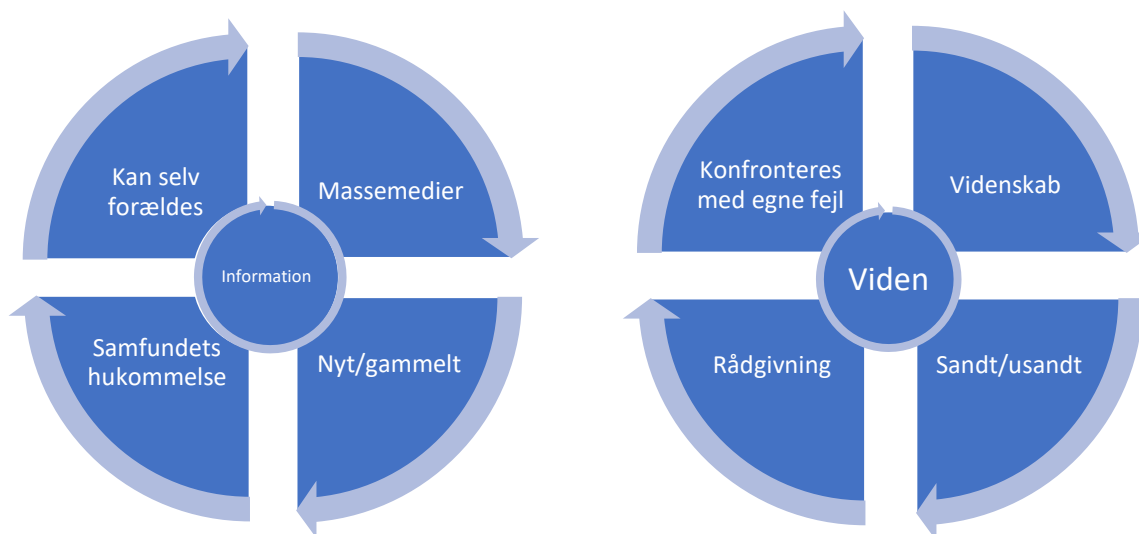 Kan selv
forældes
Massemedier
Information
Samfundets
hukommelse
Nyt/gammelt
Konfronteres
med egne fejl
Videnskab
Viden
Rådgivning
Sandt/usandt